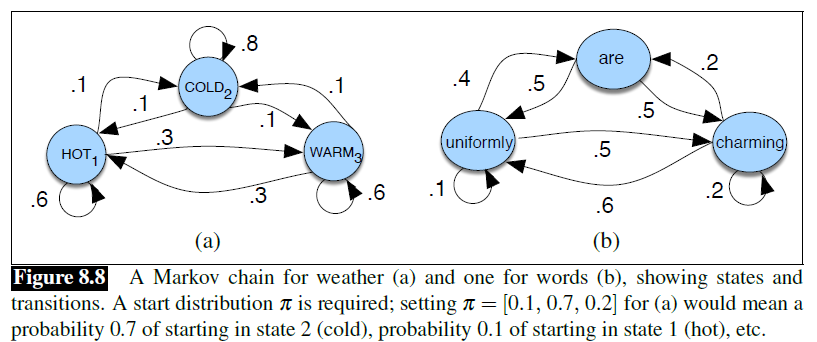 .8
COLD2
.1
.1
.1
.1
.3
HOT1
WARM3
.3
.6
.6
(a)
are
.4
.5
.2
.5
uniformly
charming
.5
.1
.6
.2
(b)
Figure 8.8 A Markov chain for weather (a) and one for words (b), showing states and
transitions. A start distribution π is required; setting π = [0.1, 0.7, 0.2] for (a) would mean a
probability 0.7 of starting in state 2 (cold), probability 0.1 of starting in state 1 (hot), etc.